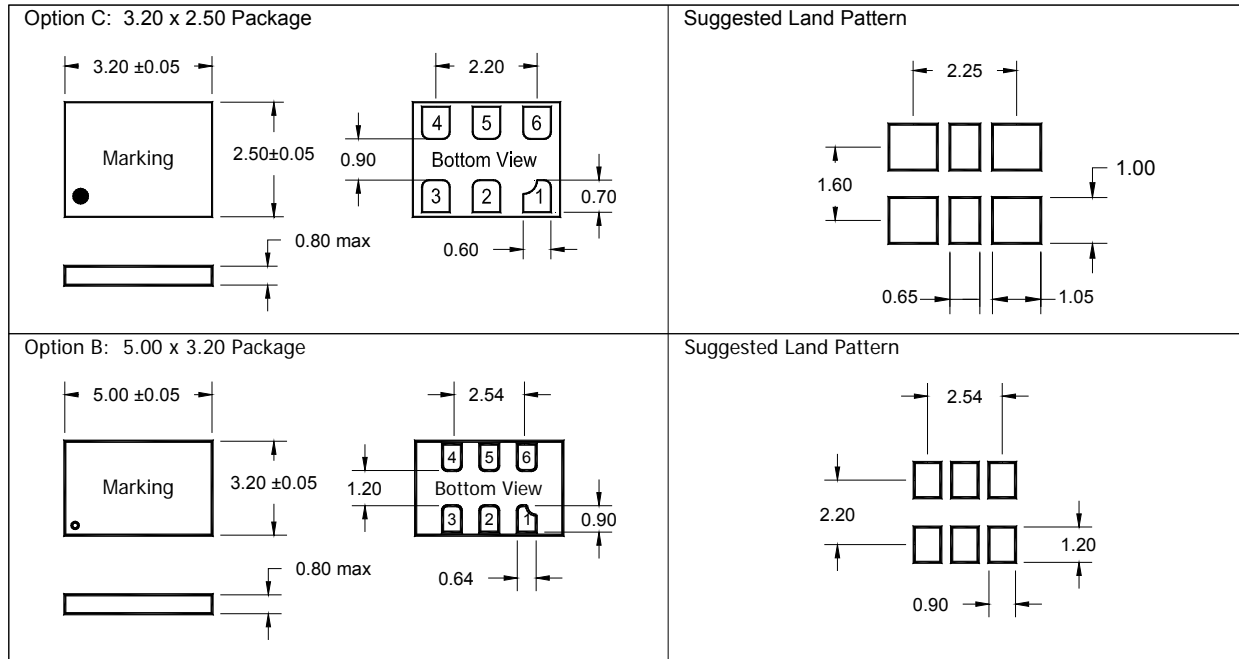 Option C: 3.20 x 2.50 Package
3.20 ±0.05
Marking
2.50±0.05
0.80 max
2.20
4 5 6
0.90
Bottom View
3 2 1
0.70
0.60
Suggested Land Pattern
2.25
1.60
1.00
0.65
1.05
Option B: 5.00 x 3.20 Package
5.00 ±0.05
Marking
3.20 ±0.05
0.80 max
2.54
4 5 6
1.20
Bottom View
3 2 1
0.90
0.64
Suggested Land Pattern
2.54
2.20
1.20
0.90